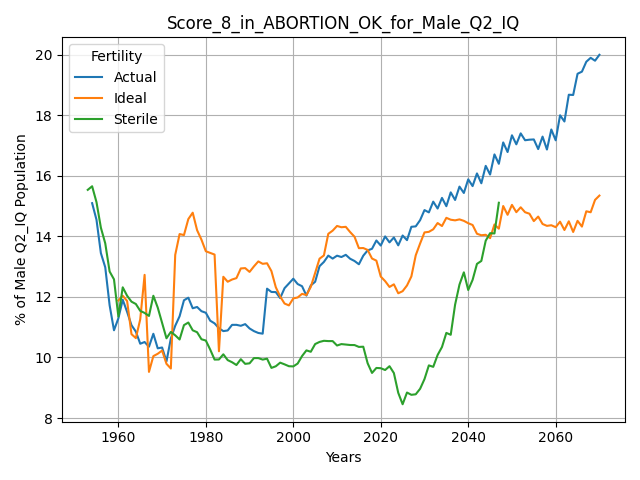 Score_8_in_ABORTION_OK_for_Male_Q2_IQ
Fertility
Actual
Ideal
Sterile
% of Male Q2_IQ Population
20
18
16
14
12
10
8
1960 1980 2000 2020 2040 2060
Years